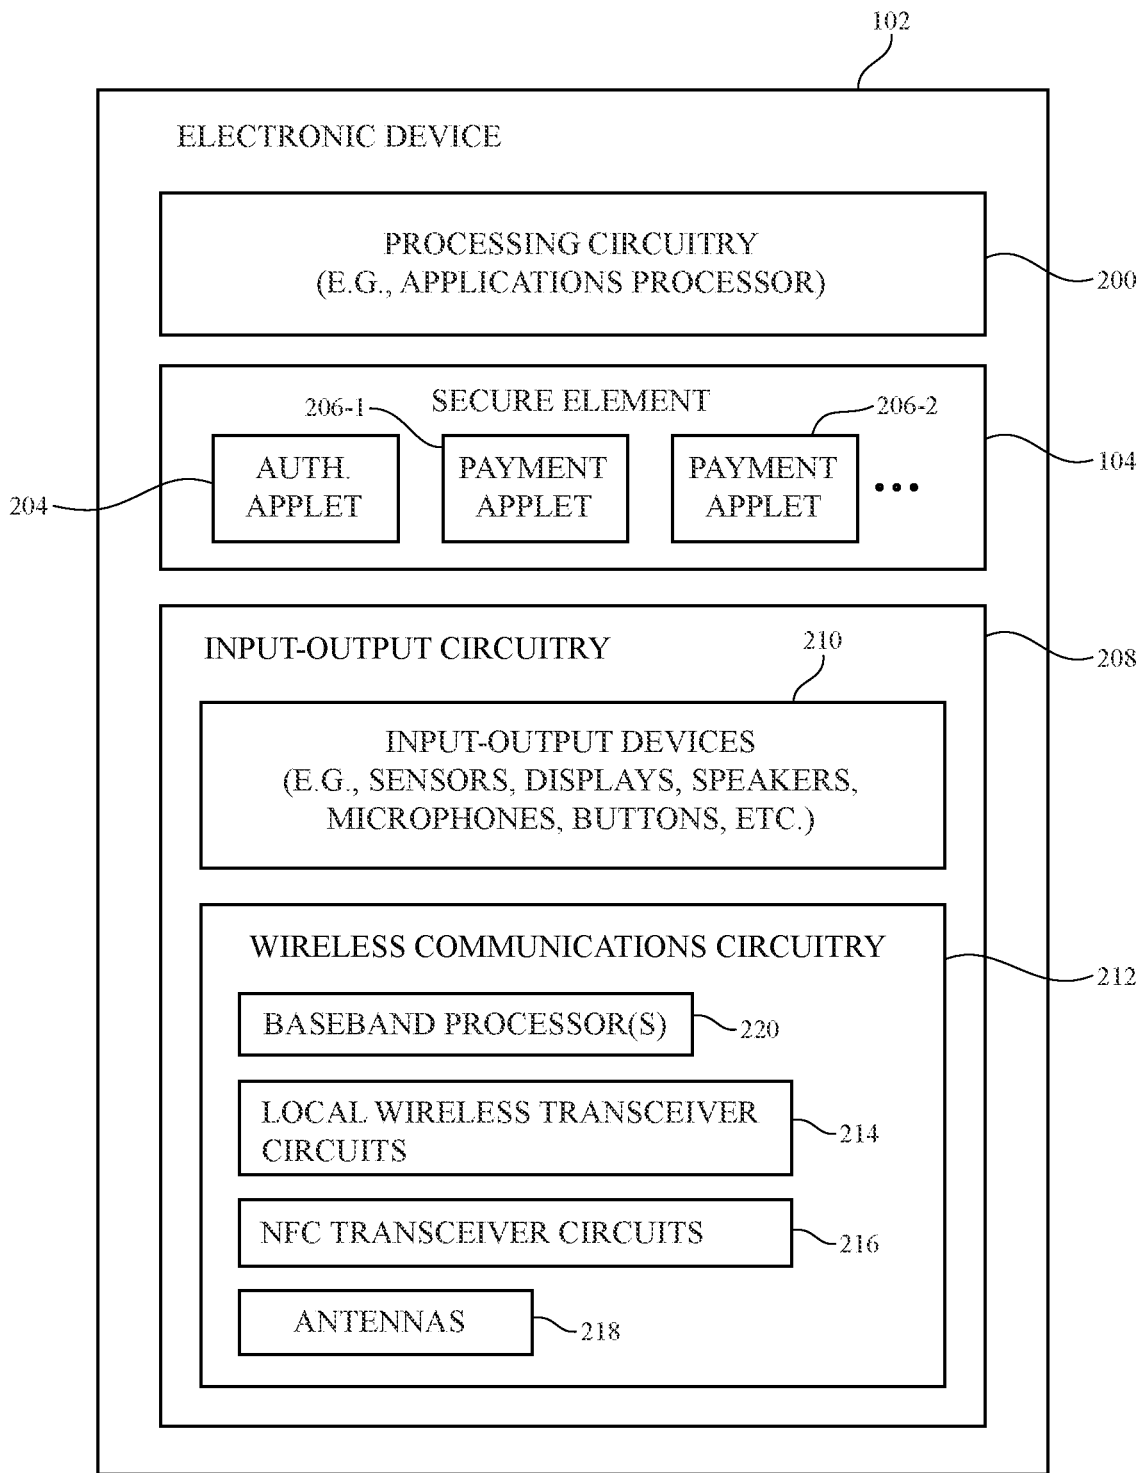 102
ELECTRONIC DEVICE
PROCESSING CIRCUITRY
(E.G., APPLICATIONS PROCESSOR)
200
SECURE ELEMENT
206-1
206-2
AUTH.
APPLET
PAYMENT
APPLET
PAYMENT
APPLET
104
204
INPUT-OUTPUT CIRCUITRY
208
210
INPUT-OUTPUT DEVICES
(E.G., SENSORS, DISPLAYS, SPEAKERS,
MICROPHONES, BUTTONS, ETC.)
WIRELESS COMMUNICATIONS CIRCUITRY
212
BASEBAND PROCESSOR(S)
220
LOCAL WIRELESS TRANSCEIVER
CIRCUITS
214
NFC TRANSCEIVER CIRCUITS
216
ANTENNAS
218